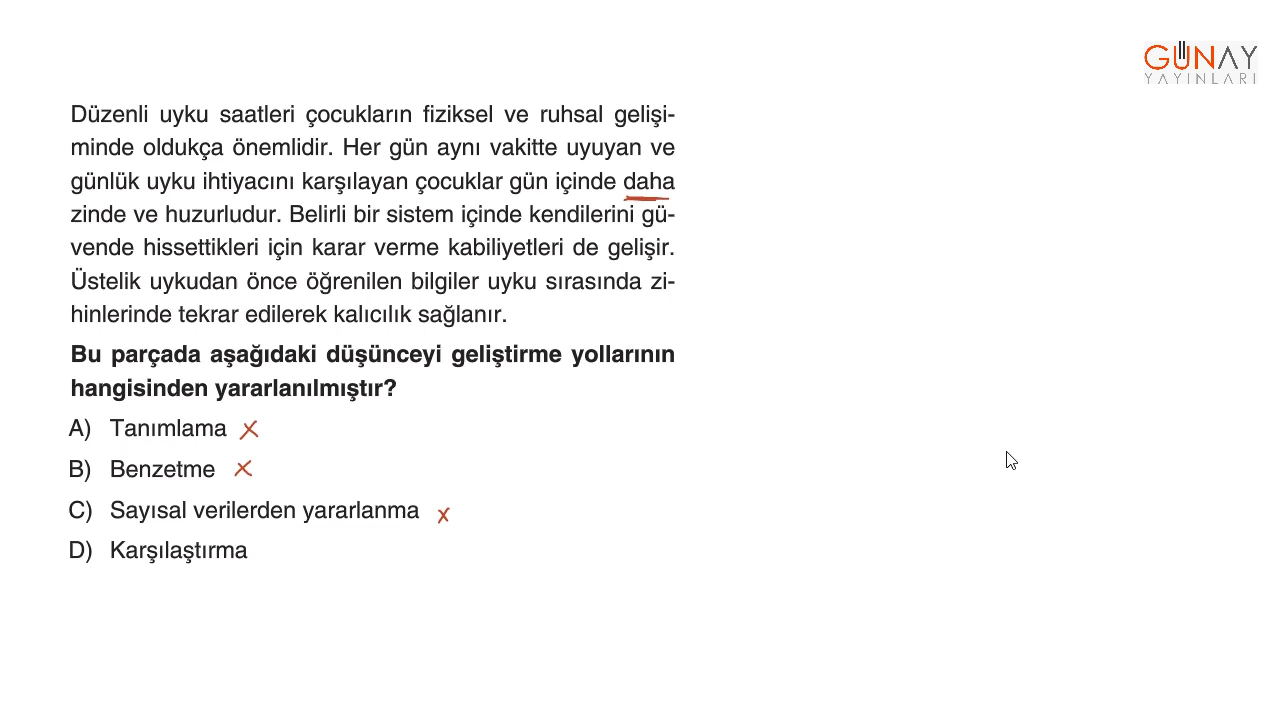 GÜNAY
YAYINLARI
Düzenli uyku saatleri çocukların fiziksel ve ruhsal gelişi-
minde oldukça önemlidir. Her gün aynı vakitte uyuyan ve
günlük uyku ihtiyacını karşılayan çocuklar gün içinde daha
zinde ve huzurludur. Belirli bir sistem içinde kendilerini gü-
vende hissettikleri için karar verme kabiliyetleri de gelişir.
Üstelik uykudan önce öğrenilen bilgiler uyku sırasında zi-
hinlerinde tekrar edilerek kalıcılık sağlanır.
Bu parçada aşağıdaki düşünceyi geliştirme yollarının
hangisinden yararlanılmıştır?
A) Tanımlama
B) Benzetme
C) Sayısal verilerden yararlanma
D) Karşılaştırma